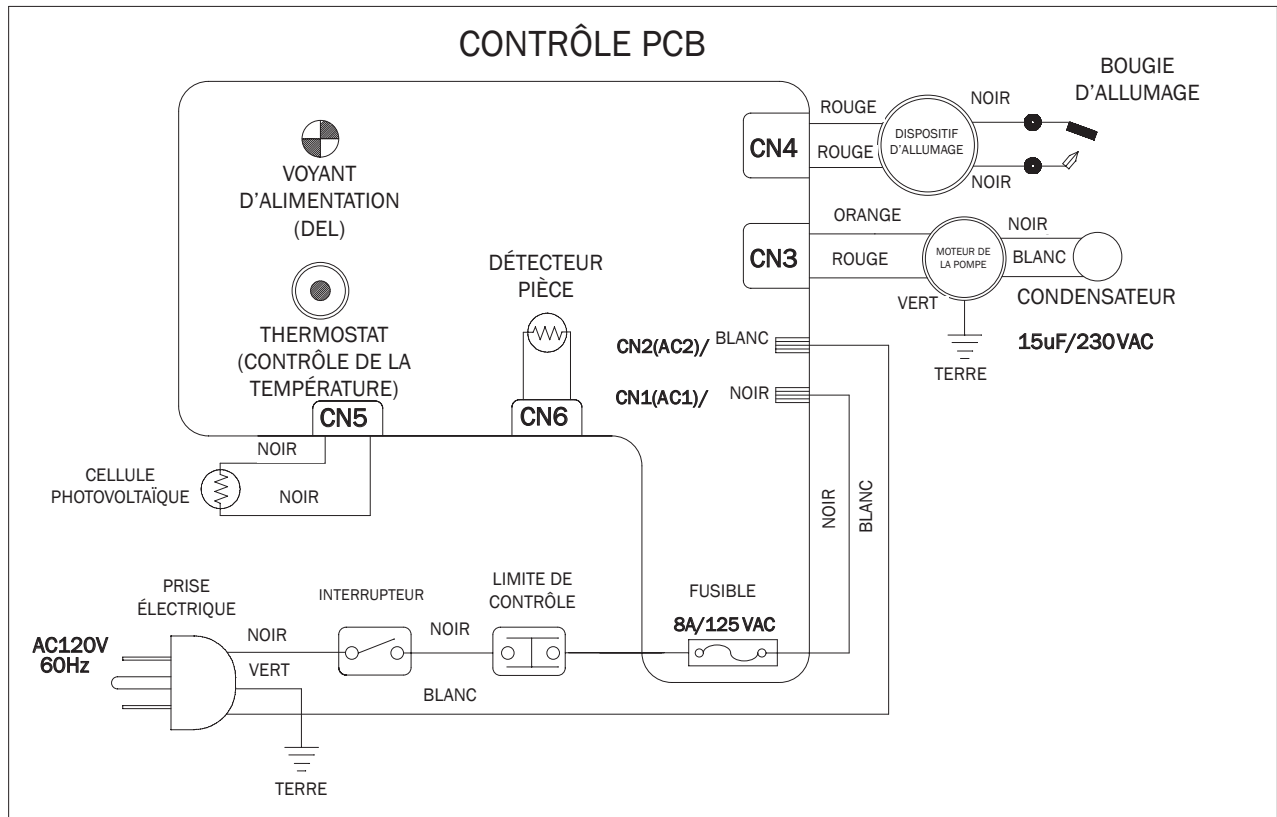 CONTRÔLE PCB
BOUGIE
D'ALLUMAGE
VOYANT
D'ALIMENTATION
(DEL)
THERMOSTAT
(CONTRÔLE DE LA
TEMPÉRATURE)
DÉTECTEUR
PIÈCE
CN4
ROUGE
ROUGE
DISPOSITIF
D'ALLUMAGE
NOIR
NOIR
CN3
ORANGE
ROUGE
MOTEUR DE
LA POMPE
NOIR
BLANC
VERT
CONDENSATEUR
15uF/230VAC
TERRE
CN2(AC2)/ BLANC
CN1(AC1)/ NOIR
CN5
CN6
NOIR
NOIR
CELLULE
PHOTOVOLTAÏQUE
NOIR
BLANC
PRISE
ÉLECTRIQUE
AC120V
60Hz
NOIR
VERT
BLANC
INTERRUPTEUR
NOIR
LIMITE DE
CONTRÔLE
FUSIBLE
8A/125 VAC
TERRE